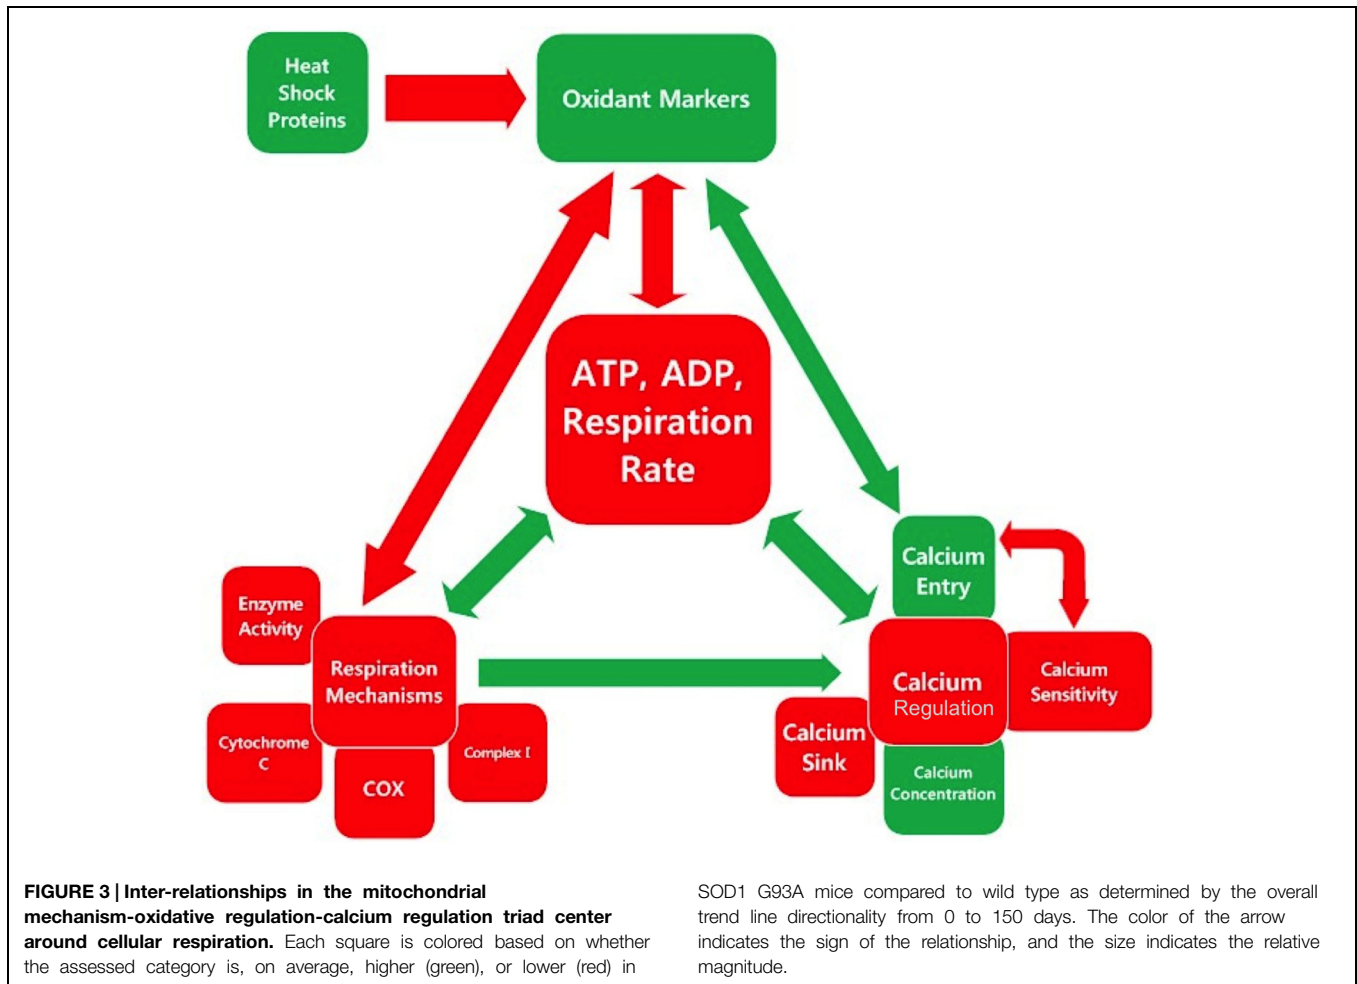 Heat
Shock
Proteins
Oxidant Markers
ATP, ADP,
Respiration
Rate
Calcium
Entry
Enzyme
Activity
Respiration
Mechanisms
Calcium
Regulation
Calcium
Sensitivity
Cytochrome
C
COX
Complex I
Calcium
Sink
Calcium
Concentration
FIGURE 3 | Inter-relationships in the mitochondrial
mechanism-oxidative regulation-calcium regulation triad center
around cellular respiration. Each square is colored based on whether
the assessed category is, on average, higher (green), or lower (red) in
SOD1 G93A mice compared to wild type as determined by the overall
trend line directionality from 0 to 150 days. The color of the arrow
indicates the sign of the relationship, and the size indicates the relative
magnitude.